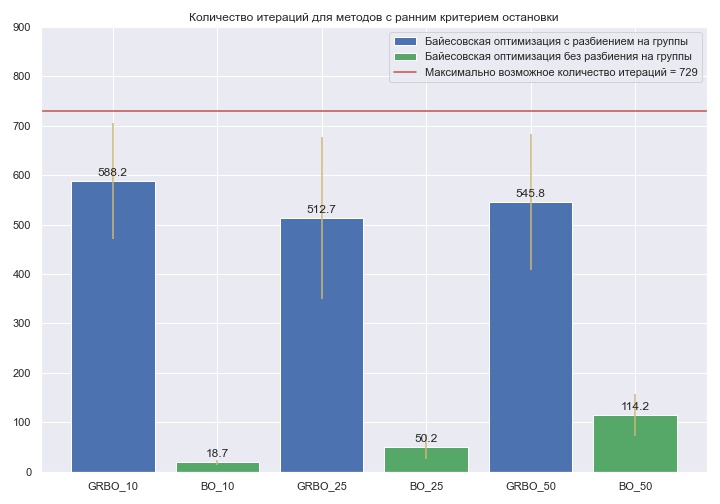 Количество итераций для методов с ранним критерием остановки
Байесовская оптимизация с разбиением на группы
Байесовская оптимизация без разбиения на группы
Максимально возможное количество итераций = 729
900
800
700
600
500
400
300
200
100
0
588.2
18.7
512.7
50.2
545.8
114.2
GRBO_10
BO_10
GRBO_25
BO_25
GRBO_50
BO_50